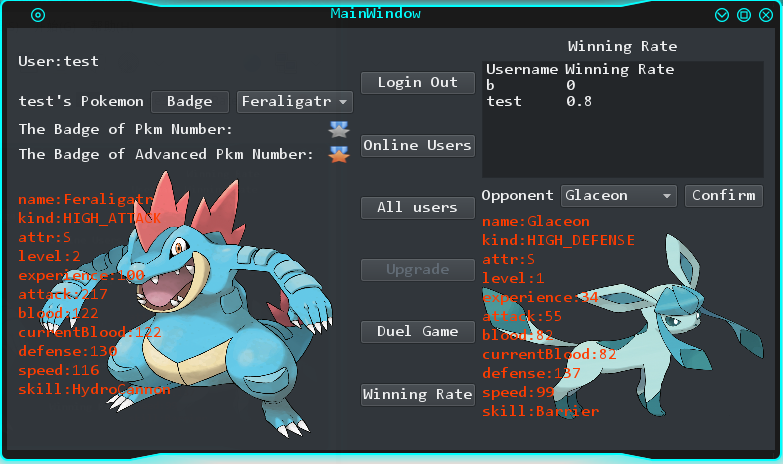 MainWindow
User:test
test's Pokemon Badge Feraligatr
The Badge of Pkm Number:
The Badge of Advanced Pkm Number:
name:Feraligatr
kind:HIGH_ATTACK
attr:S
level:2
experience:100
attack:217
blood:122
currentBlood:122
defense:130
speed:116
skill:HydroCannon
Login Out
Online Users
All users
Upgrade
Duel Game
Winning Rate
Winning Rate
Username Winning Rate
b 0
test 0.8
Opponent Glaceon Confirm
name:Glaceon
kind:HIGH_DEFENSE
attr:S
level:1
experience:34
attack:55
blood:82
currentBlood:82
defense:137
speed:99
skill:Barrier